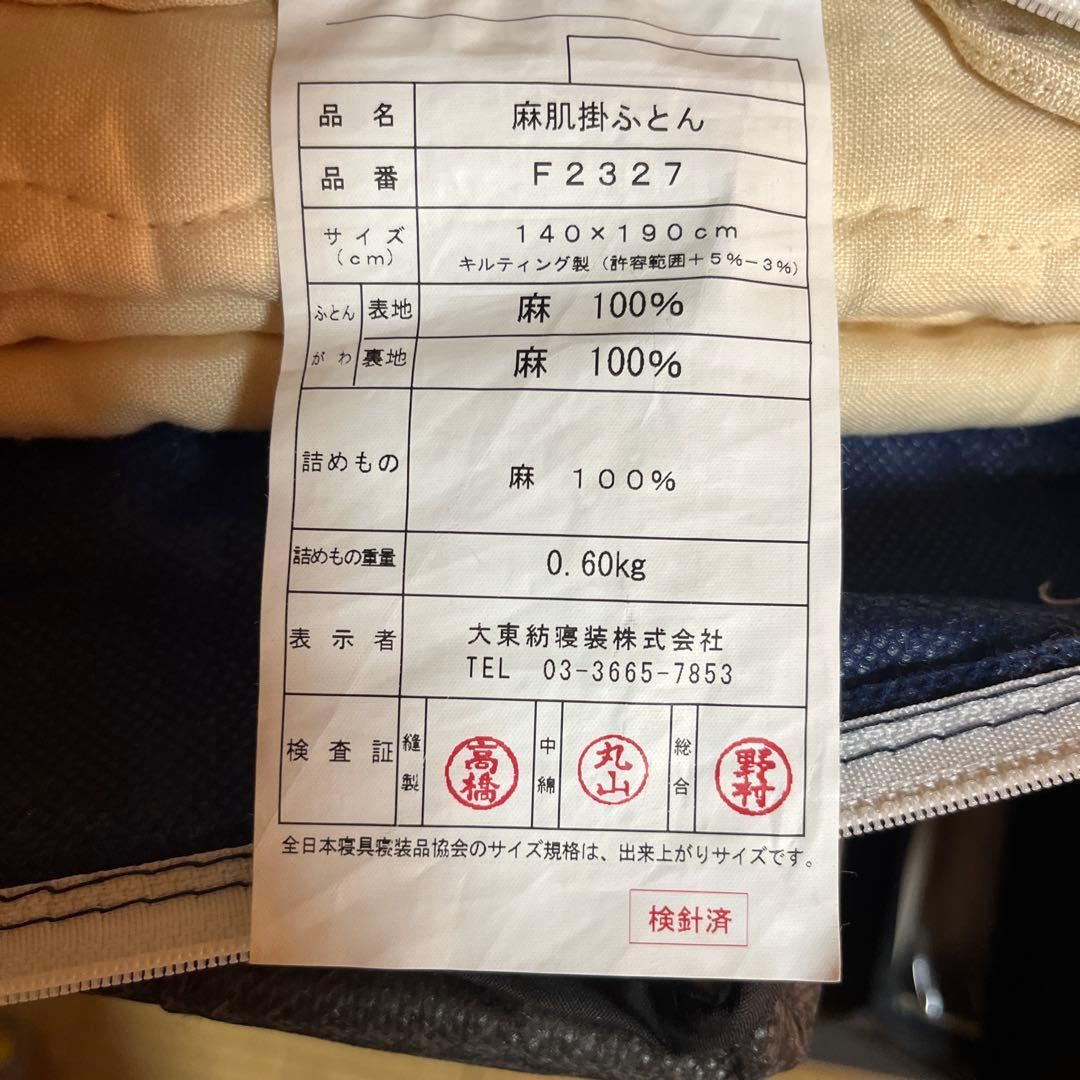 品名 麻肌掛ふとん
品番 F2327
サイズ 140×190cm
(cm) キルティング製(許容範囲+5%-3%)
ふとん 表地 麻 100%
がわ 裏地 麻 100%
詰めもの 麻 100%
詰めもの重量 0.60kg
表示者 大東紡寝装株式会社
TEL 03-3665-7853
検査証 縫製 高橋 中綿 丸山 総合 野村
全日本寝具寝装品協会のサイズ規格は、出来上がりサイズです。
検針済